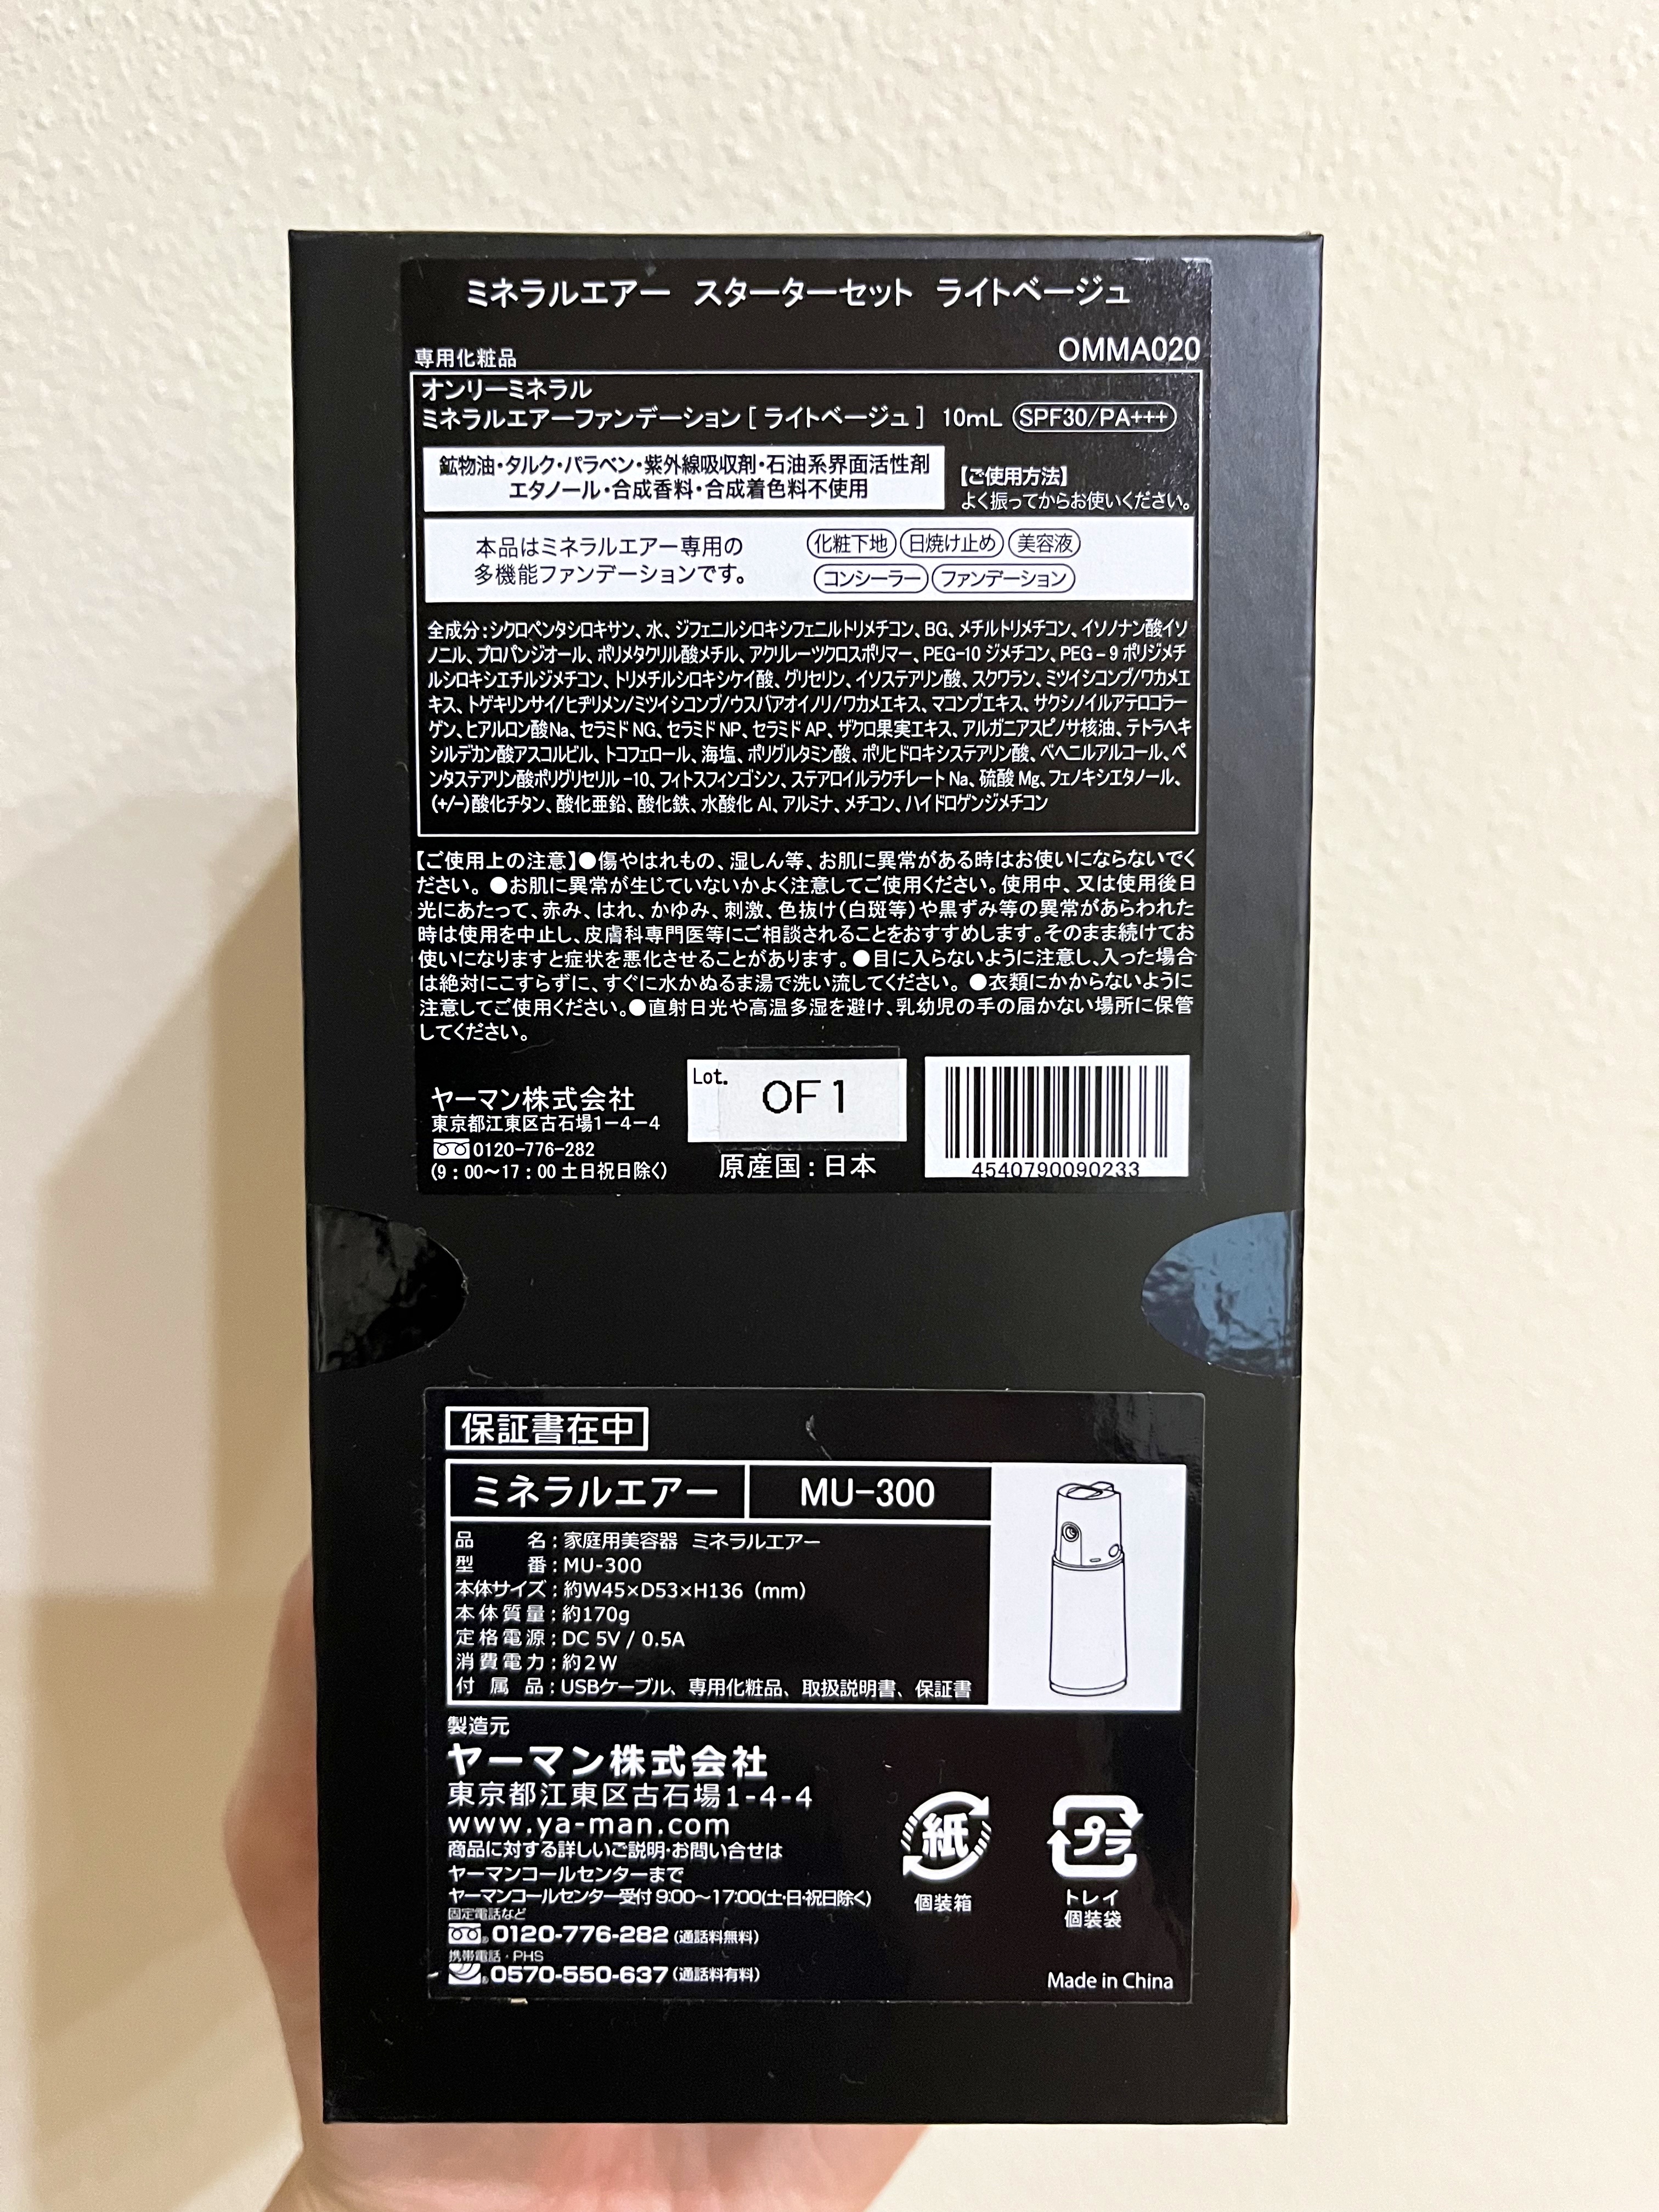 ミネラルエアー スターターセット ライトベージュ
OMMA020
専用化粧品
オンリーミネラル
ミネラルエアーファンデーション [ ライトベージュ ] 10mL SPF30/PA+++
鉱物油・タルク・パラベン・紫外線吸収剤・石油系界面活性剤
エタノール・合成香料・合成着色料不使用
【ご使用方法】
よく振ってからお使いください。
本品はミネラルエアー専用の
多機能ファンデーションです。
化粧下地 日焼け止め 美容液
コンシーラー ファンデーション
全成分:シクロペンタシロキサン、水、ジフェニルシロキシフェニルトリメチコン、BG、メチルトリメチコン、イソノナン酸イソ
ノニル、プロパンジオール、ポリメタクリル酸メチル、アクリレーツクロスポリマー、PEG-10 ジメチコン、PEG-9 ポリジメチ
ルシロキシエチルジメチコン、トリメチルシロキシケイ酸、グリセリン、イソステアリン酸、スクワラン、ミツイシコンブ/ワカメエ
キス、トゲキリンサイ/ヒヂリメン/ミツイシコンブ/ウスバアオイノリ/ワカメエキス、マコンブエキス、サクシノイルアテロコラー
ゲン、ヒアルロン酸Na、セラミド NG、セラミド NP、セラミド AP、ザクロ果実エキス、アルガニアスピノサ核油、テトラヘキ
シルデカン酸アスコルビル、トコフェロール、海塩、ポリグルタミン酸、ポリヒドロキシステアリン酸、ベヘニルアルコール、ペ
ンタステアリン酸ポリグリセリル-10、フィトスフィンゴシン、ステアロイルラクチレート Na、硫酸 Mg、フェノキシエタノール、
(+/-)酸化チタン、酸化亜鉛、酸化鉄、水酸化 Al、アルミナ、メチコン、ハイドロゲンジメチコン
【ご使用上の注意】●傷やはれもの、湿しん等、お肌に異常がある時はお使いにならないでく
ださい。●お肌に異常が生じていないかよく注意してご使用ください。使用中、又は使用後日
光にあたって、赤み、はれ、かゆみ、刺激、色抜け(白斑等)や黒ずみ等の異常があらわれた
時は使用を中止し、皮膚科専門医等にご相談されることをおすすめします。そのまま続けてお
使いになりますと症状を悪化させることがあります。●目に入らないように注意し、入った場合
は絶対にこすらずに、すぐに水かぬるま湯で洗い流してください。●衣類にかからないように
注意してご使用ください。●直射日光や高温多湿を避け、乳幼児の手の届かない場所に保管
してください。
ヤーマン株式会社
東京都江東区古石場1-4-4
0120-776-282
(9:00〜17:00 土日祝日除く)
Lot. OF1
原産国:日本
4540790090233
保証書在中
ミネラルエアー MU-300
品名:家庭用美容器 ミネラルエアー
型番:MU-300
本体サイズ:約W45×D53×H136 (mm)
本体質量:約170g
定格電源:DC 5V / 0.5A
消費電力:約2W
付属品:USBケーブル、専用化粧品、取扱説明書、保証書
製造元
ヤーマン株式会社
東京都江東区古石場1-4-4
www.ya-man.com
商品に対する詳しいご説明・お問い合せは
ヤーマンコールセンターまで
ヤーマンコールセンター受付 9:00〜17:00(土・日・祝日除く)
固定電話など
0120-776-282 (通話料無料)
携帯電話・PHS
0570-550-637 (通話料有料)
紙
個装箱
プラ
トレイ
個装袋
Made in China